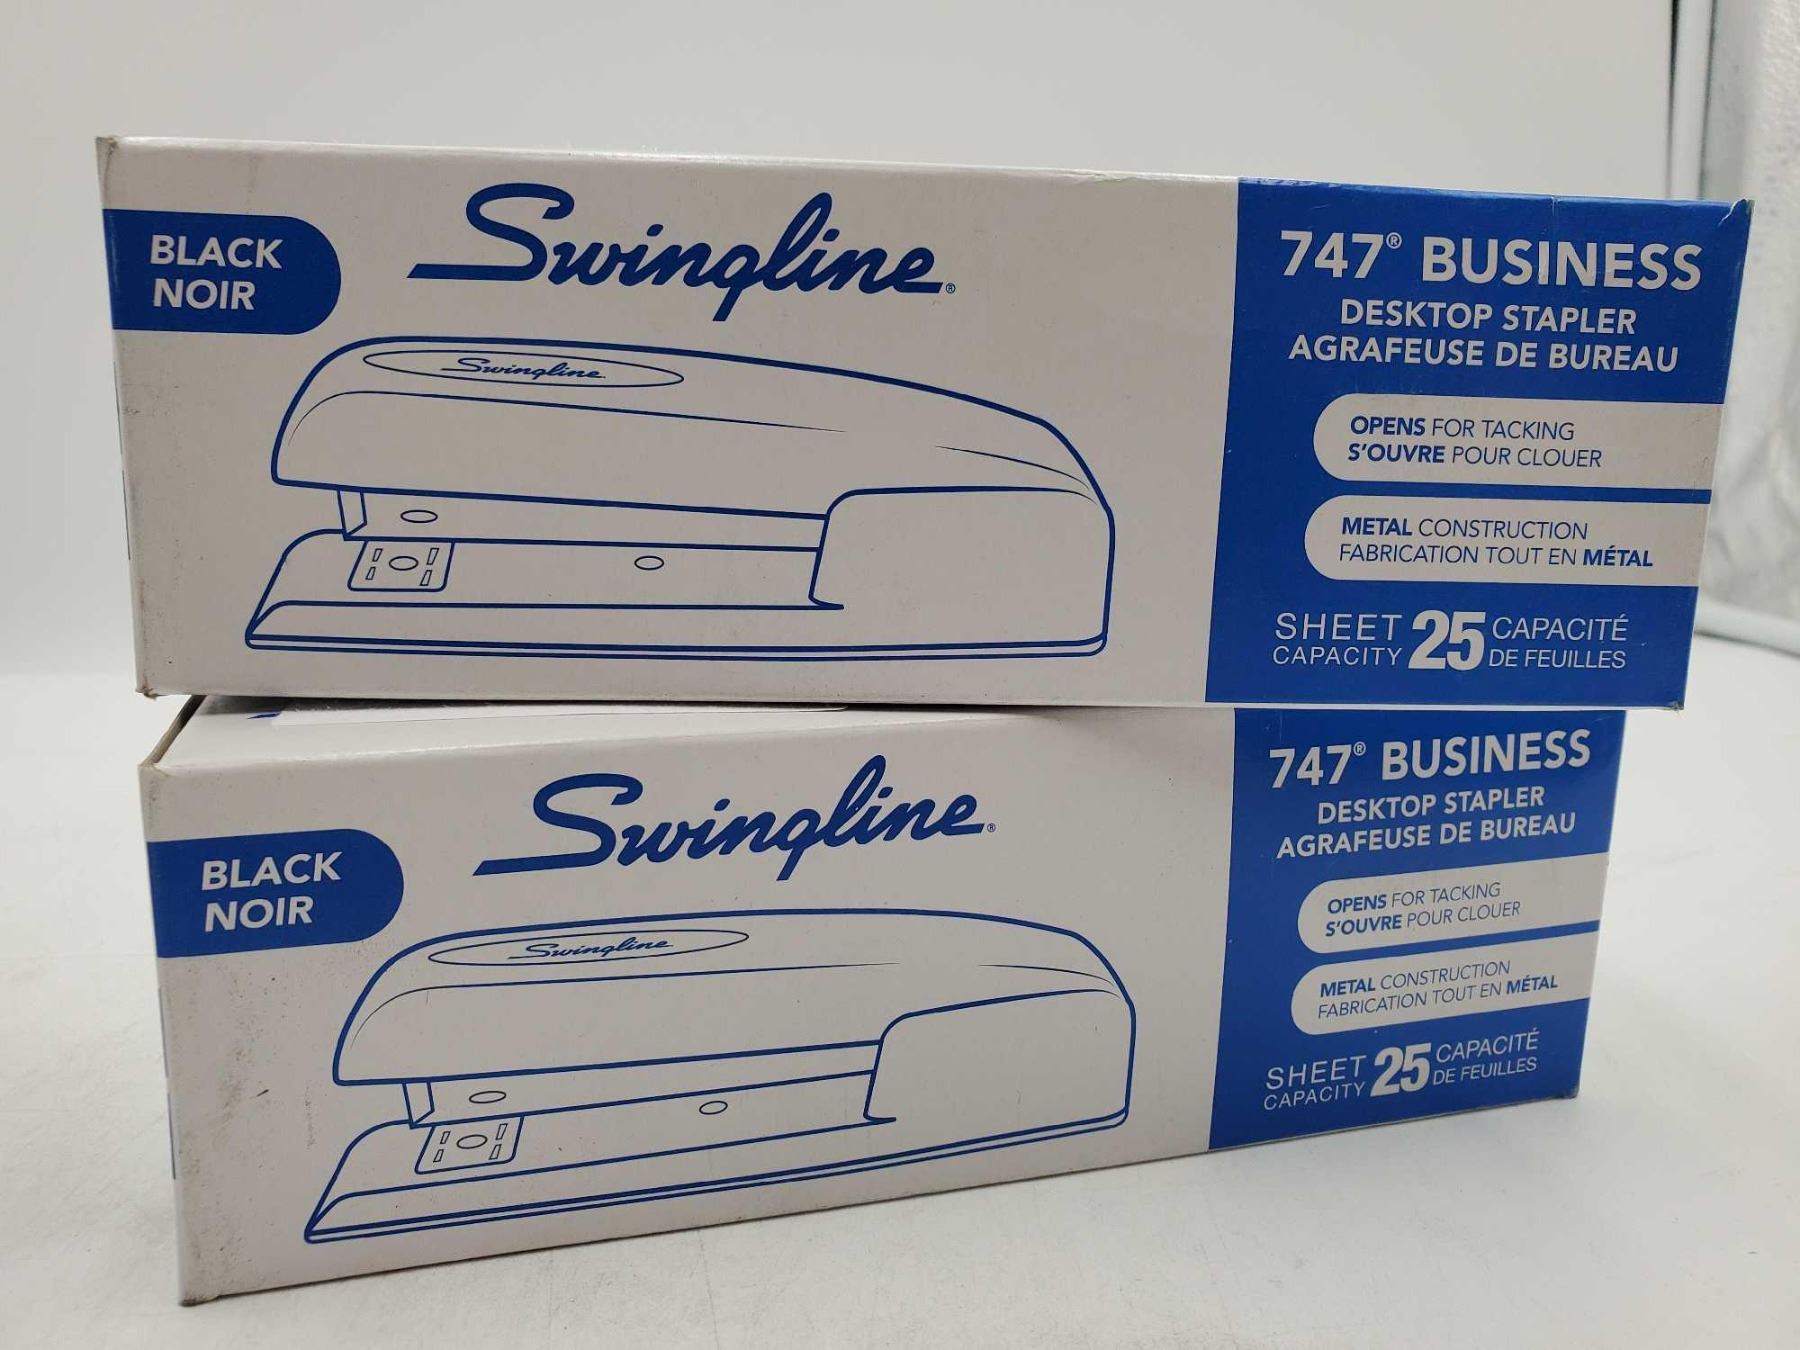 BLACK
NOIR
Swingline®
Swingline
747® BUSINESS
DESKTOP STAPLER
AGRAFEUSE DE BUREAU
OPENS FOR TACKING
S'OUVRE POUR CLOUER
METAL CONSTRUCTION
FABRICATION TOUT EN MÉTAL
SHEET CAPACITY 25 CAPACITÉ DE FEUILLES
BLACK
NOIR
Swingline®
Swingline
747® BUSINESS
DESKTOP STAPLER
AGRAFEUSE DE BUREAU
OPENS FOR TACKING
S'OUVRE POUR CLOUER
METAL CONSTRUCTION
FABRICATION TOUT EN MÉTAL
SHEET CAPACITY 25 CAPACITÉ DE FEUILLES